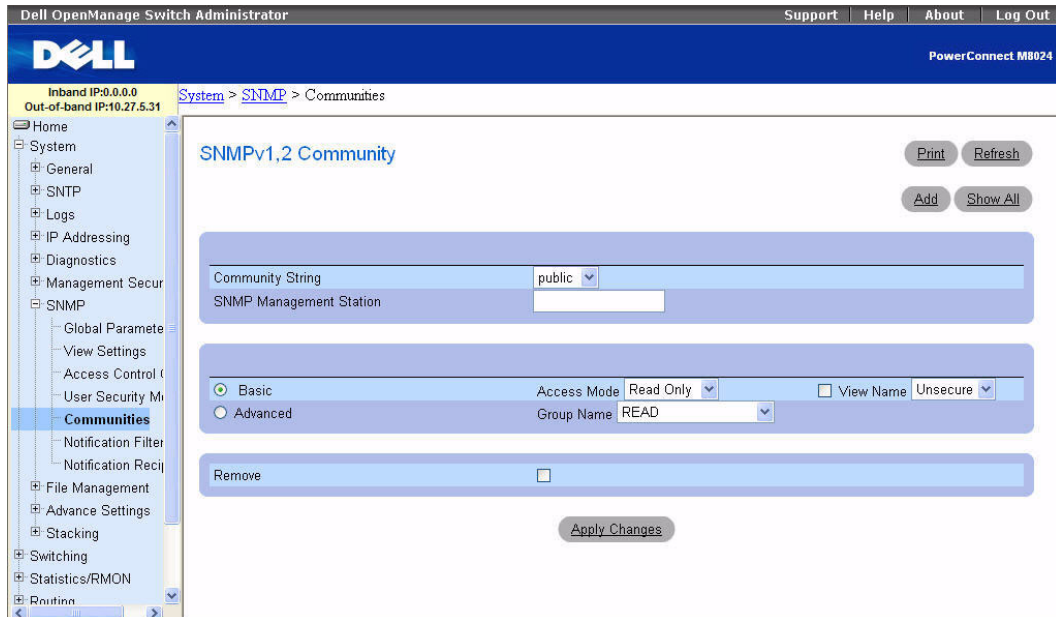 Dell OpenManage Switch Administrator Support Help About Log Out
DELL PowerConnect M8024
Inband IP:0.0.0.0
Out-of-band IP:10.27.5.31
System > SNMP > Communities
Home
System
General
SNTP
Logs
IP Addressing
Diagnostics
Management Secur
SNMP
Global Paramete
View Settings
Access Control (
User Security M
Communities
Notification Filter
Notification Recip
File Management
Advance Settings
Stacking
Switching
Statistics/RMON
Routing
SNMPv1,2 Community
Print Refresh
Add Show All
Community String public
SNMP Management Station
Basic Access Mode Read Only View Name Unsecure
Advanced Group Name READ
Remove
Apply Changes